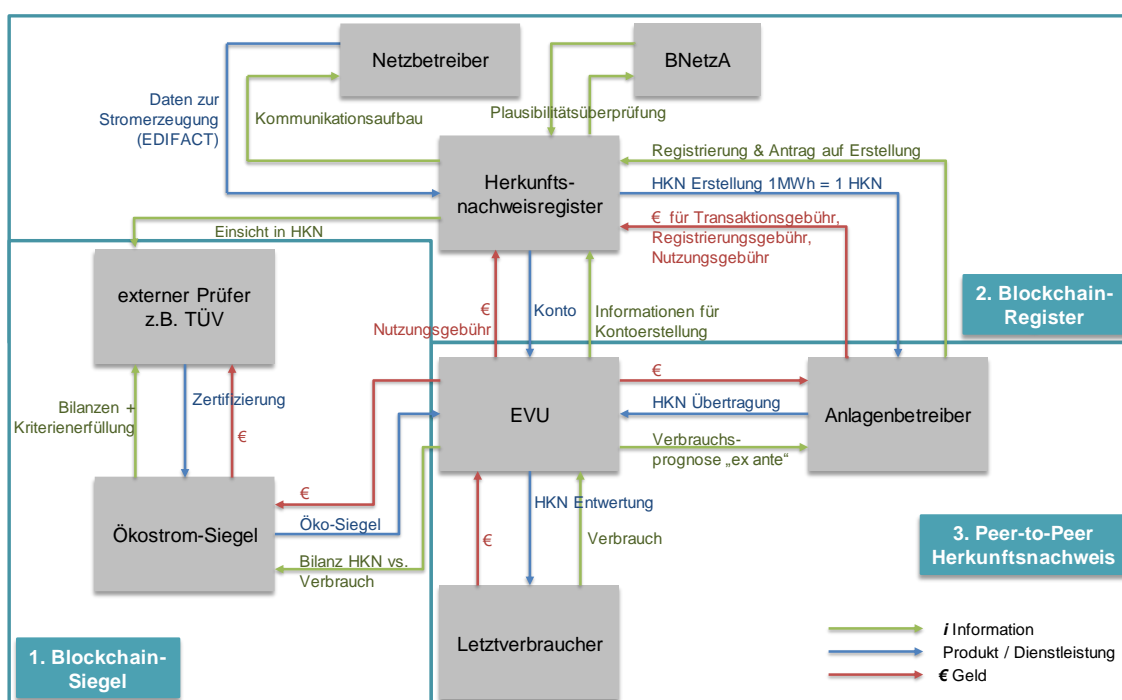 Netzbetreiber
BNetzA
Daten zur
Stromerzeugung
(EDIFACT)
Kommunikationsaufbau
Plausibilitätsüberprüfung
Herkunfts-
nachweisregister
Registrierung & Antrag auf Erstellung
HKN Erstellung 1MWh = 1 HKN
€ für Transaktionsgebühr,
Registrierungsgebühr,
Nutzungsgebühr
Einsicht in HKN
externer Prüfer
z.B. TÜV
€
Nutzungsgebühr
Konto
Informationen für
Kontoerstellung
2. Blockchain-
Register
Bilanzen +
Kriterienerfüllung
Zertifizierung
€
EVU
€
HKN Übertragung
Verbrauchs-
prognose „ex ante“
Anlagenbetreiber
Ökostrom-Siegel
€
Öko-Siegel
Bilanz HKN vs.
Verbrauch
HKN Entwertung
€
Verbrauch
3. Peer-to-Peer
Herkunftsnachweis
Letztverbraucher
1. Blockchain-
Siegel
i Information
Produkt / Dienstleistung
€ Geld